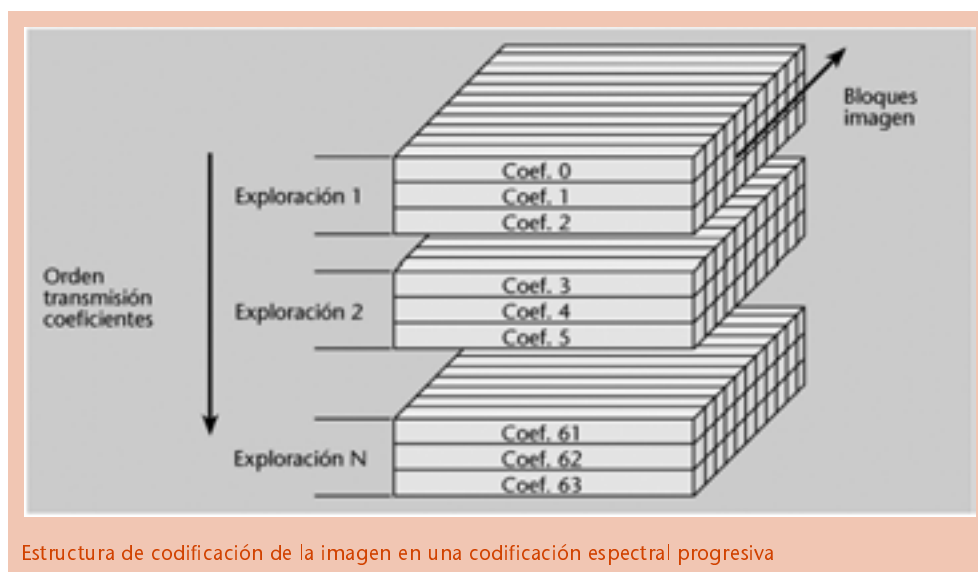 Bloques
imagen
Coef. 0
Exploración 1
Coef. 1
Coef. 2
Orden
transmisión
coeficientes
Coef. 3
Exploración 2
Coef. 4
Coef. 5
Coef. 61
Exploración N
Coef. 62
Coef. 63
Estructura de codificación de la imagen en una codificación espectral progresiva